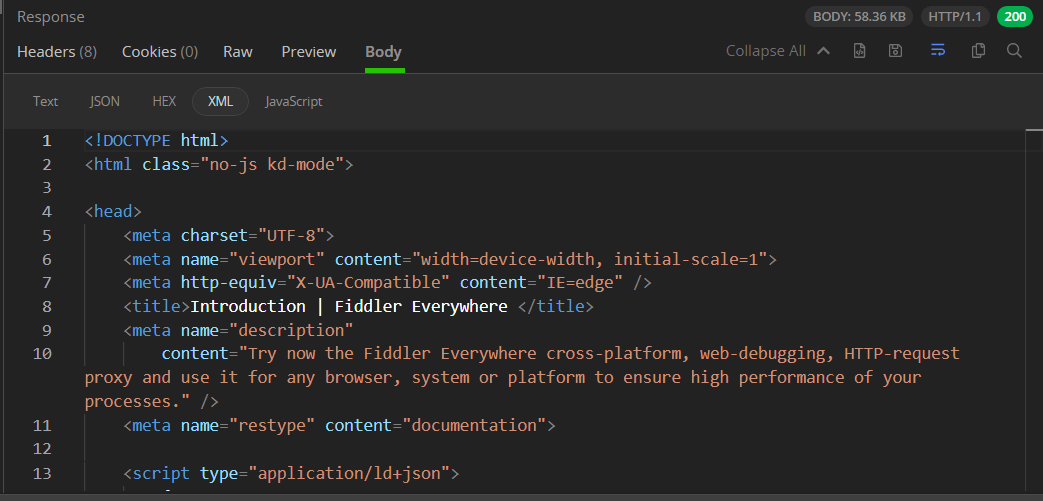 Response BODY: 58.36 KB HTTP/1.1 200
Headers (8) Cookies (0) Raw Preview Body Collapse All
Text JSON HEX XML JavaScript
1 <!DOCTYPE html>
2 <html class="no-js kd-mode">
3
4 <head>
5 <meta charset="UTF-8">
6 <meta name="viewport" content="width=device-width, initial-scale=1">
7 <meta http-equiv="X-UA-Compatible" content="IE=edge" />
8 <title>Introduction | Fiddler Everywhere </title>
9 <meta name="description"
10 content="Try now the Fiddler Everywhere cross-platform, web-debugging, HTTP-request
proxy and use it for any browser, system or platform to ensure high performance of your
processes." />
11 <meta name="restype" content="documentation">
12
13 <script type="application/ld+json">